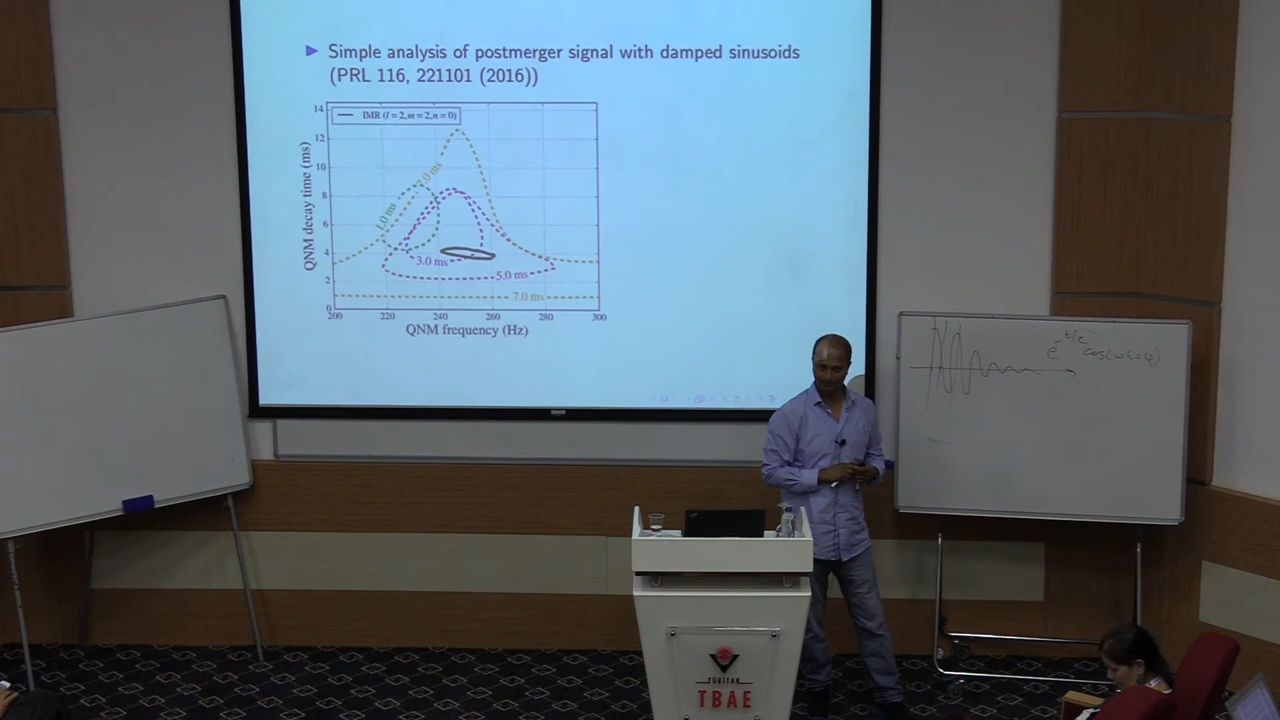 Simple analysis of postmerger signal with damped sinusoids
(PRL 116, 221101 (2016))
14
12
10
8
6
4
2
0
QNM decay time (ms)
IMR (l = 2, m = 2, n = 0)
1.0 ms
3.0 ms
5.0 ms
7.0 ms
200 220 240 260 280 300
QNM frequency (Hz)
e^-t/τ cos(ωt+φ)
TÜBİTAK
TBAE